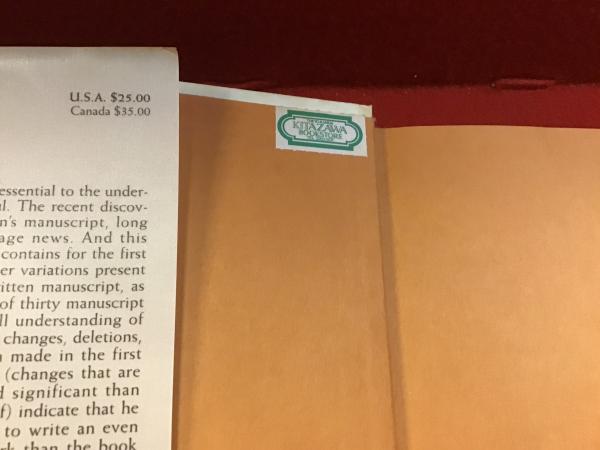 U.S.A. $25.00
Canada $35.00
essential to the under-
l. The recent discov-
n's manuscript, long
age news. And this
contains for the first
er variations present
itten manuscript, as
of thirty manuscript
ll understanding of
changes, deletions,
made in the first
(changes that are
significant than
f) indicate that he
to write an even
than the book
KITAZAWA
BOOKSTORE